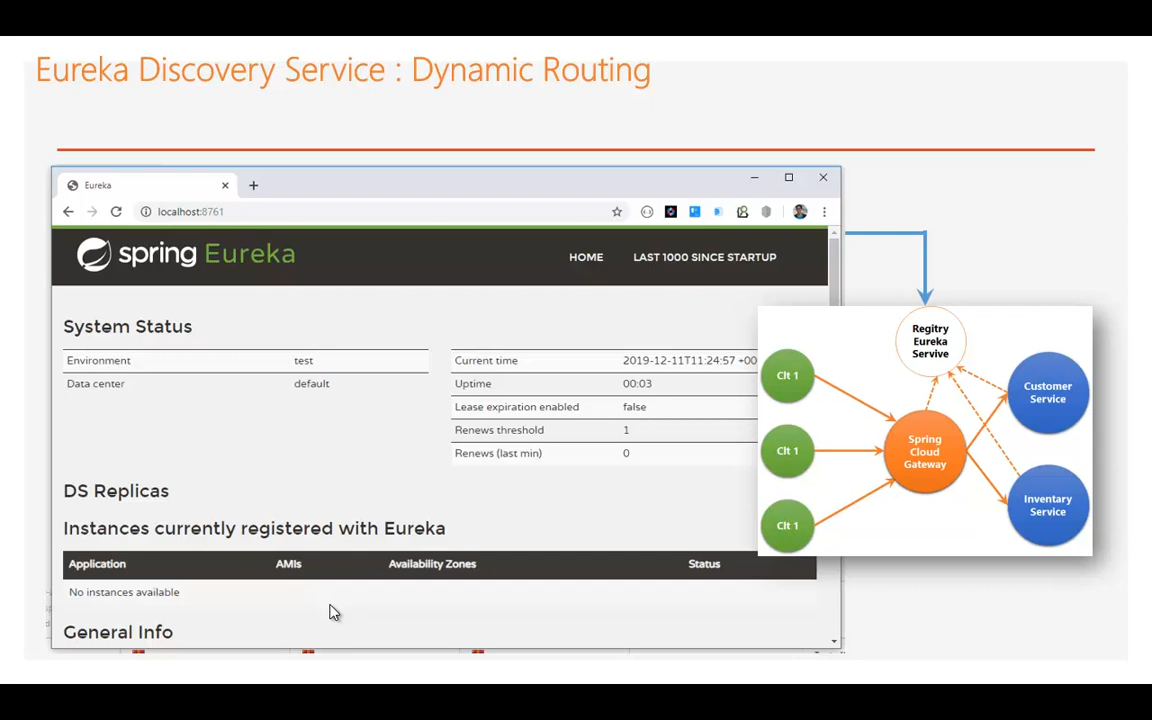 Eureka Discovery Service : Dynamic Routing
Eureka
localhost:8761
spring Eureka
HOME
LAST 1000 SINCE STARTUP
System Status
Environment test
Data center default
Current time 2019-12-11T11:24:57 +00
Uptime 00:03
Lease expiration enabled false
Renews threshold 1
Renews (last min) 0
DS Replicas
Instances currently registered with Eureka
Application AMIs Availability Zones Status
No instances available
General Info
Regitry
Eureka
Servive
Clt 1
Clt 1
Clt 1
Spring
Cloud
Gateway
Customer
Service
Inventary
Service